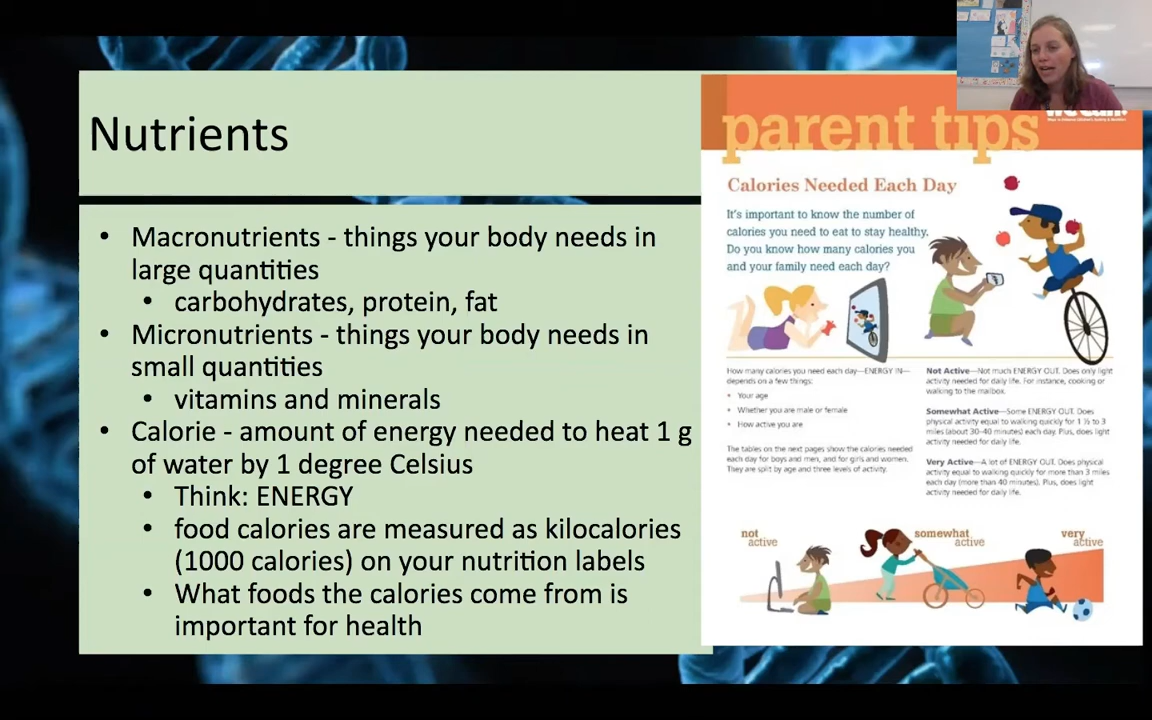 Nutrients
• Macronutrients - things your body needs in
large quantities
• carbohydrates, protein, fat
• Micronutrients - things your body needs in
small quantities
• vitamins and minerals
• Calorie - amount of energy needed to heat 1 g
of water by 1 degree Celsius
• Think: ENERGY
• food calories are measured as kilocalories
(1000 calories) on your nutrition labels
• What foods the calories come from is
important for health
we can!
parent tips
Calories Needed Each Day
It's important to know the number of
calories you need to eat to stay healthy.
Do you know how many calories you
and your family need each day?
How many calories you need each day—ENERGY IN—
depends on a few things:
• Your age
• Whether you are male or female
• How active you are
The tables on the next pages show the calories needed
each day for boys and men, and for girls and women.
They are split by age and three levels of activity.
Not Active—Not much ENERGY OUT. Does only light
activity needed for daily life. For instance, cooking or
walking to the mailbox.
Somewhat Active—Some ENERGY OUT. Does
physical activity equal to walking quickly for 1 ½ to 3
miles (about 30-40 minutes) each day. Plus, does light
activity needed for daily life.
Very Active—A lot of ENERGY OUT. Does physical
activity equal to walking quickly for more than 3 miles
each day (more than 40 minutes). Plus, does light
activity needed for daily life.
not
active
somewhat
active
very
active